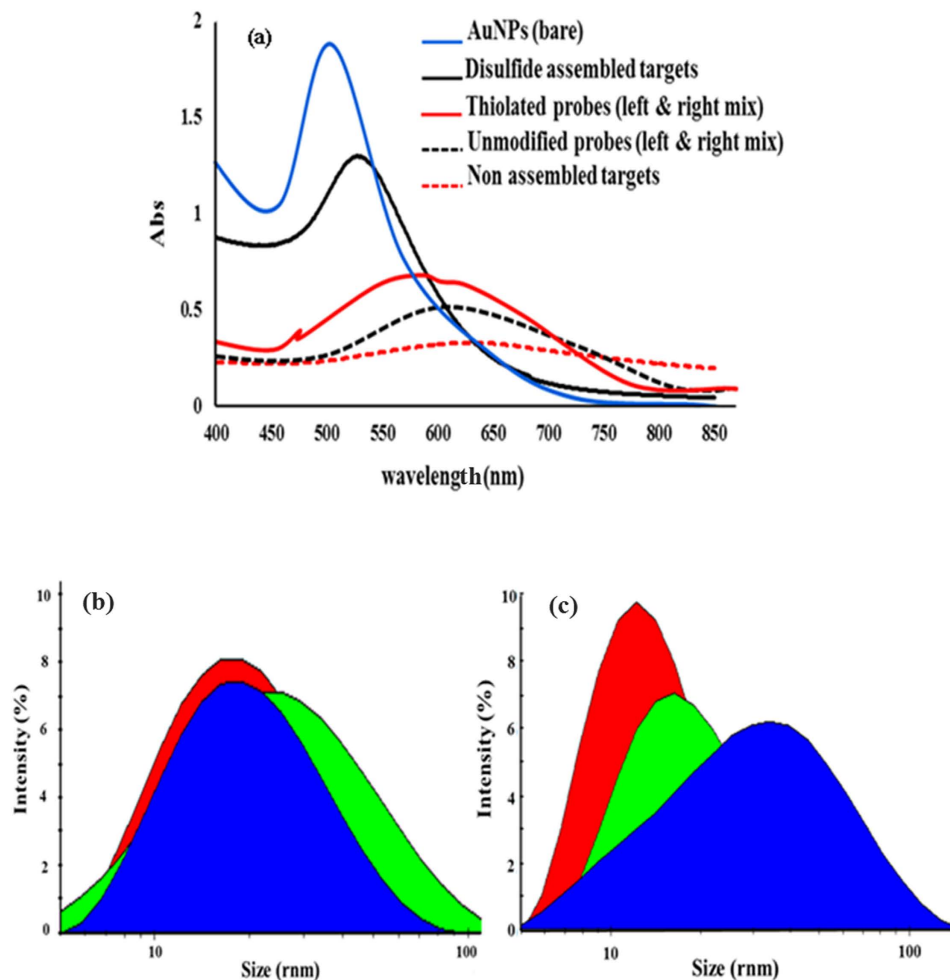 (a)
AuNPs (bare)
Disulfide assembled targets
Thiolated probes (left & right mix)
Unmodified probes (left & right mix)
Non assembled targets
2
1.5
1
0.5
0
Abs
400 450 500 550 600 650 700 750 800 850
wavelength(nm)
(b)
10
8
6
4
2
0
Intensity (%)
10 100
Size (rnm)
(c)
10
8
6
4
2
0
Intensity (%)
10 100
Size (rnm)